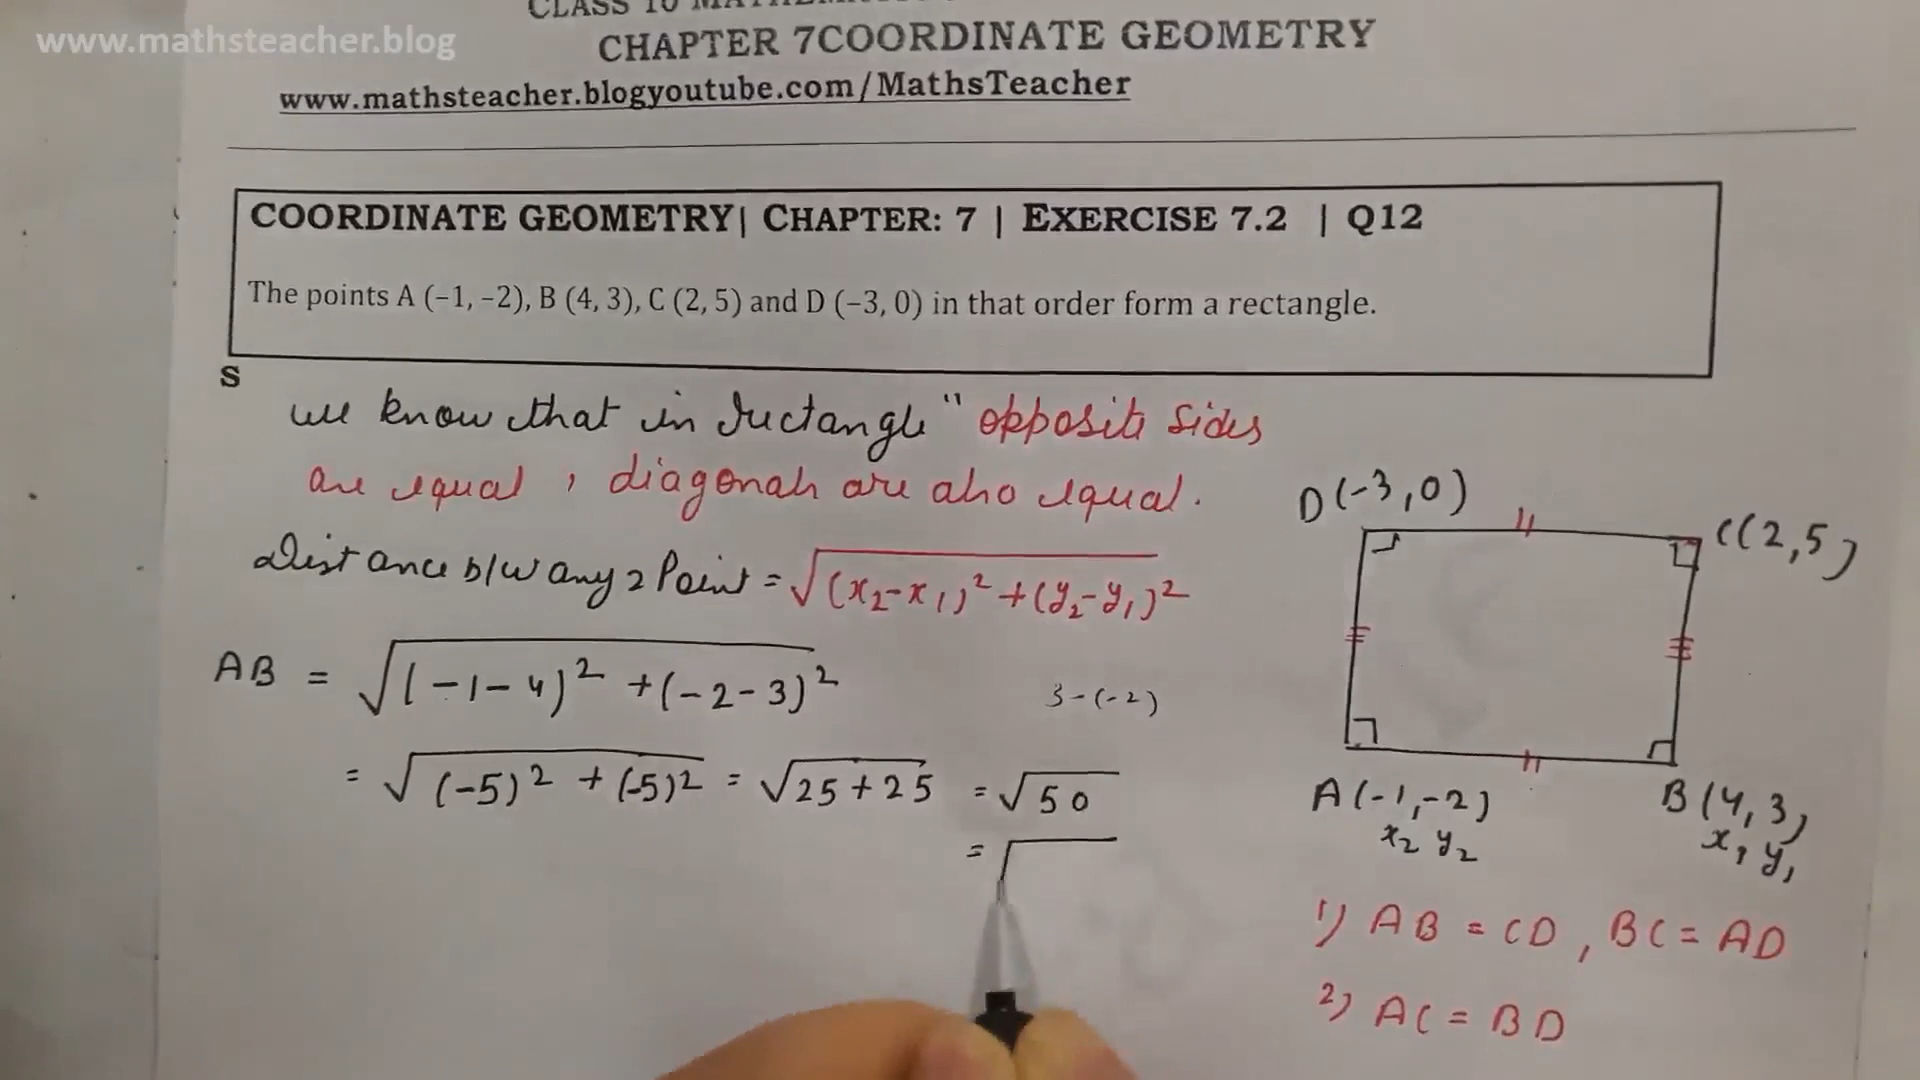 www.mathsteacher.blog
CLASS 10
CHAPTER 7COORDINATE GEOMETRY
www.mathsteacher.blogyoutube.com/MathsTeacher
COORDINATE GEOMETRY| CHAPTER: 7 | EXERCISE 7.2 | Q12
The points A (−1, −2), B (4, 3), C (2, 5) and D (−3, 0) in that order form a rectangle.
S
we know that in rectangle " opposite sides
are equal , diagonals are also equal.
Distance b/w any 2 Point = √(x₂-x₁)² + (y₂-y₁)²
AB = √(-1-4)² + (-2-3)²
3-(-2)
= √(-5)² + (-5)² = √25+25 = √50
= √
D(-3,0)
C(2,5)
A(-1,-2)
x₂ y₂
B(4,3)
x₁ y₁
1) AB = CD , BC = AD
2) AC = BD